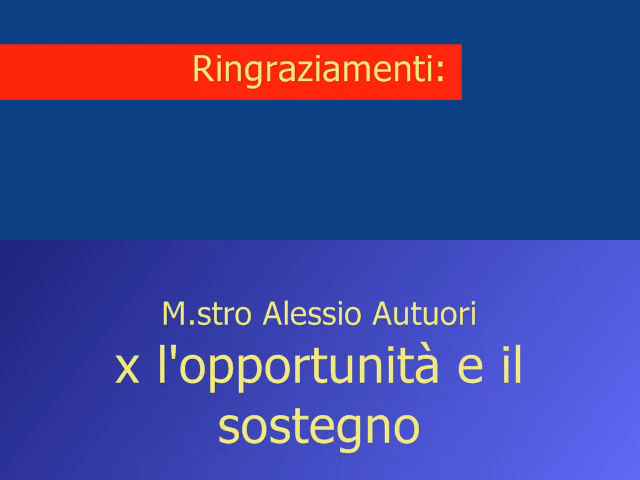 Ringraziamenti:
M.stro Alessio Autuori
x l'opportunità e il
sostegno